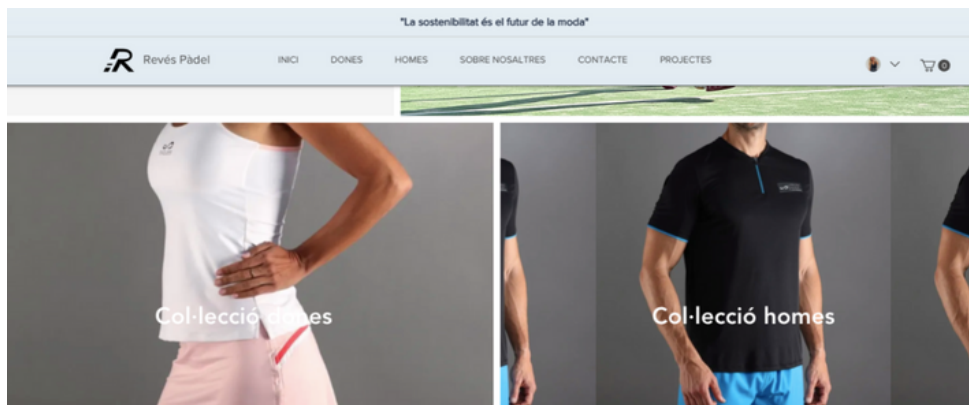 "La sostenibilitat és el futur de la moda"
Revés Pàdel
INICI
DONES
HOMES
SOBRE NOSALTRES
CONTACTE
PROJECTES
0
Col·lecció dones
Col·lecció homes